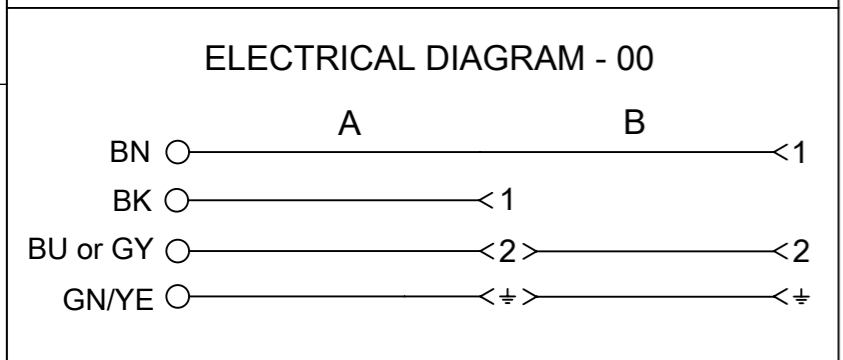 ELECTRICAL DIAGRAM - 00
A B
BN 1
BK 1
BU or GY 2 2
GN/YE